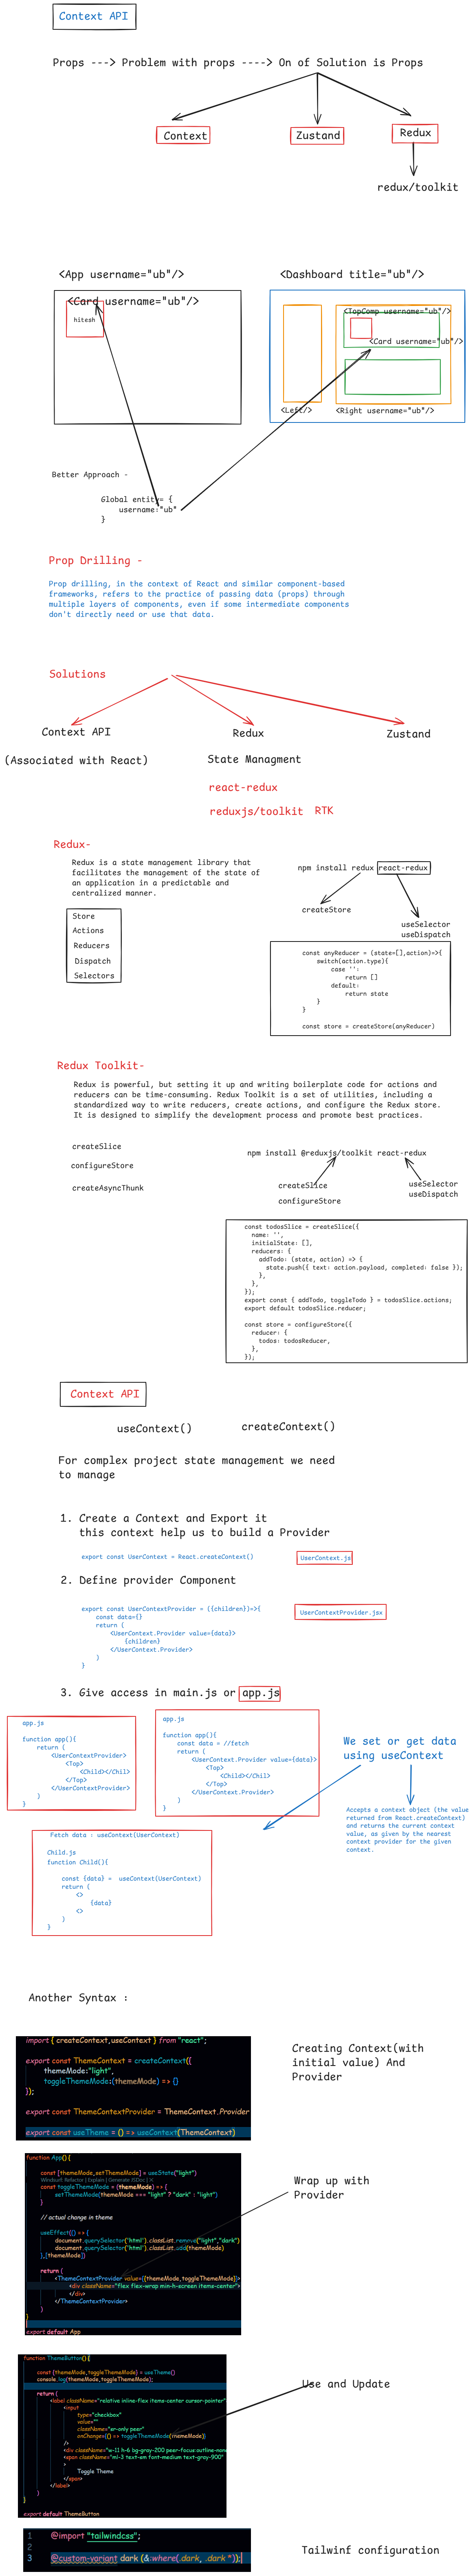 Context API
Props ---> Problem with props ----> On of Solution is Props
Context
Zustand
Redux
redux/toolkit
<App username="ub"/>
<Dashboard title="ub"/>
<Card username="ub"/>
hitesh
<TopComp username="ub"/>
<Card username="ub"/>
<Left/>
<Right username="ub"/>
Better Approach -
Global entity= {
username:"ub"
}
Prop Drilling -
Prop drilling, in the context of React and similar component-based
frameworks, refers to the practice of passing data (props) through
multiple layers of components, even if some intermediate components
don't directly need or use that data.
Solutions
Context API
Redux
Zustand
(Associated with React)
State Managment
react-redux
reduxjs/toolkit RTK
Redux-
Redux is a state management library that
facilitates the management of the state of
an application in a predictable and
centralized manner.
Store
Actions
Reducers
Dispatch
Selectors
npm install redux react-redux
createStore
useSelector
useDispatch
const anyReducer = (state=[],action)=>{
switch(action.type){
case '':
return []
default:
return state
}
}
const store = createStore(anyReducer)
Redux Toolkit-
Redux is powerful, but setting it up and writing boilerplate code for actions and
reducers can be time-consuming. Redux Toolkit is a set of utilities, including a
standardized way to write reducers, create actions, and configure the Redux store.
It is designed to simplify the development process and promote best practices.
createSlice
configureStore
createAsyncThunk
npm install @reduxjs/toolkit react-redux
createSlice
configureStore
useSelector
useDispatch
const todosSlice = createSlice({
name: '',
initialState: [],
reducers: {
addTodo: (state, action) => {
state.push({ text: action.payload, completed: false });
},
},
});
export const { addTodo, toggleTodo } = todosSlice.actions;
export default todosSlice.reducer;
const store = configureStore({
reducer: {
todos: todosReducer,
},
});
Context API
useContext()
createContext()
For complex project state management we need
to manage
1. Create a Context and Export it
this context help us to build a Provider
export const UserContext = React.createContext()
UserContext.js
2. Define provider Component
export const UserContextProvider = ({children})=>{
const data={}
return (
<UserContext.Provider value={data}>
{children}
</UserContext.Provider>
)
}
UserContextProvider.jsx
3. Give access in main.js or app.js
app.js
function app(){
return (
<UserContextProvider>
<Top>
<Child></Chil>
</Top>
</UserContextProvider>
)
}
app.js
function app(){
const data = //fetch
return (
<UserContext.Provider value={data}>
<Top>
<Child></Chil>
</Top>
</UserContext.Provider>
)
}
We set or get data
using useContext
Accepts a context object (the value
returned from React.createContext)
and returns the current context
value, as given by the nearest
context provider for the given
context.
Fetch data : useContext(UserContext)
Child.js
function Child(){
const {data} = useContext(UserContext)
return (
<>
{data}
<>
)
}
Another Syntax :
import { createContext,useContext } from "react";
export const ThemeContext = createContext({
themeMode:"light",
toggleThemeMode:(themeMode) => {}
});
export const ThemeContextProvider = ThemeContext.Provider
export const useTheme = () => useContext(ThemeContext)
Creating Context(with
initial value) And
Provider
function App() {
const [themeMode,setThemeMode] = useState("light")
Windsurf: Refactor | Explain | Generate JSDoc | X
const toggleThemeMode = (themeMode) => {
setThemeMode(themeMode === "light" ? "dark" : "light")
}
// actual change in theme
useEffect(() => {
document.querySelector('html').classList.remove("light","dark")
document.querySelector('html').classList.add(themeMode)
},[themeMode])
return (
<ThemeContextProvider value={{themeMode,toggleThemeMode}}>
<div className="flex flex-wrap min-h-screen items-center">
</div>
</ThemeContextProvider>
)
}
export default App
Wrap up with
Provider
function ThemeButton() {
const {themeMode,toggleThemeMode} = useTheme()
console.log(themeMode,toggleThemeMode);
return (
<label className="relative inline-flex items-center cursor-pointer"
<input
type="checkbox"
value=""
className="sr-only peer"
onChange={() => toggleThemeMode(themeMode)}
/>
<div className="w-11 h-6 bg-gray-200 peer-focus:outline-non
<span className="ml-3 text-sm font-medium text-gray-900"
>
Toggle Theme
</span>
</label>
)
}
export default ThemeButton
Use and Update
1 @import "tailwindcss";
2
3 @custom-variant dark (&:where(.dark, .dark *));
Tailwinf configuration